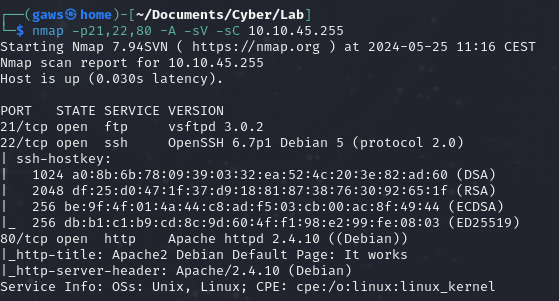 ┌──(gaws㉿home)-[~/Documents/Cyber/Lab]
└─$ nmap -p21,22,80 -A -sV -sC 10.10.45.255
Starting Nmap 7.94SVN ( https://nmap.org ) at 2024-05-25 11:16 CEST
Nmap scan report for 10.10.45.255
Host is up (0.030s latency).

PORT   STATE SERVICE VERSION
21/tcp open  ftp     vsftpd 3.0.2
22/tcp open  ssh     OpenSSH 6.7p1 Debian 5 (protocol 2.0)
| ssh-hostkey:
|   1024 a0:8b:6b:78:09:39:03:32:ea:52:4c:20:3e:82:ad:60 (DSA)
|   2048 df:25:d0:47:1f:37:d9:18:81:87:38:76:30:92:65:1f (RSA)
|   256 be:9f:4f:01:4a:44:c8:ad:f5:03:cb:00:ac:8f:49:44 (ECDSA)
|_  256 db:b1:c1:b9:cd:8c:9d:60:4f:f1:98:e2:99:fe:08:03 (ED25519)
80/tcp open  http    Apache httpd 2.4.10 ((Debian))
|_http-title: Apache2 Debian Default Page: It works
|_http-server-header: Apache/2.4.10 (Debian)
Service Info: OSs: Unix, Linux; CPE: cpe:/o:linux:linux_kernel